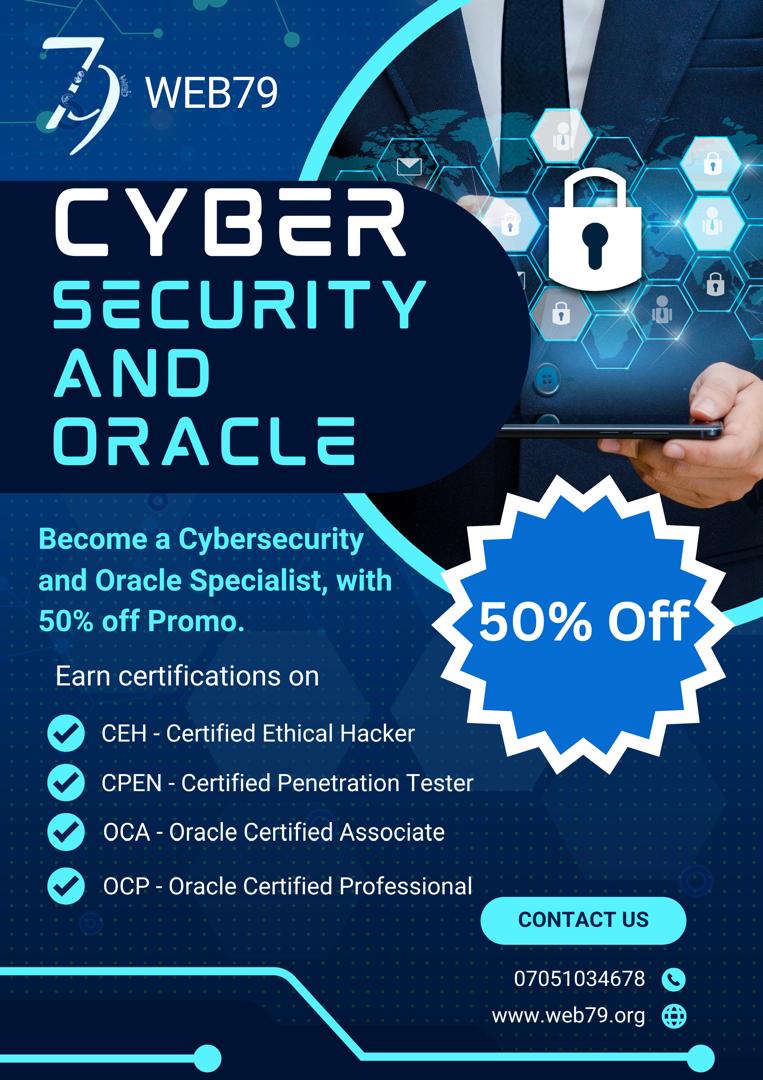 WEB79
CYBER
SECURITY
AND
ORACLE
Become a Cybersecurity
and Oracle Specialist, with
50% off Promo.
50% Off
Earn certifications on
CEH - Certified Ethical Hacker
CPEN - Certified Penetration Tester
OCA - Oracle Certified Associate
OCP - Oracle Certified Professional
CONTACT US
07051034678
www.web79.org